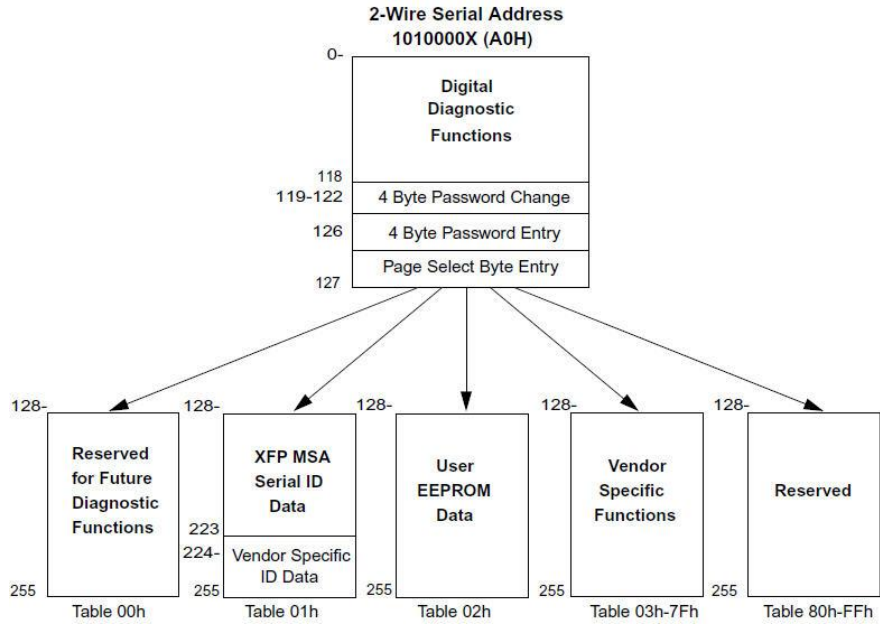 2-Wire Serial Address
1010000X (A0H)
0-
Digital
Diagnostic
Functions
118
119-122
4 Byte Password Change
126
4 Byte Password Entry
Page Select Byte Entry
127
128-
Reserved
for Future
Diagnostic
Functions
255
Table 00h
128-
XFP MSA
Serial ID
Data
223
224-
Vendor Specific
ID Data
255
Table 01h
128-
User
EEPROM
Data
255
Table 02h
128-
Vendor
Specific
Functions
255
Table 03h-7Fh
128-
Reserved
255
Table 80h-FFh